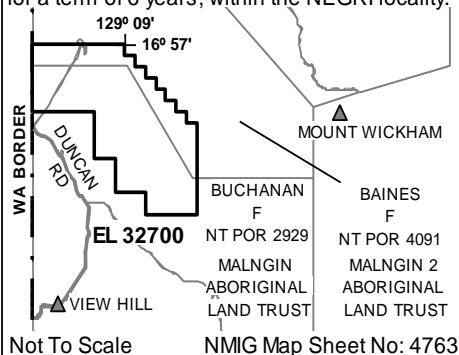 for a term of 6 years, within the NEGRI locality.
129° 09'
16° 57'
WA BORDER
DUNCAN
RD
MOUNT WICKHAM
BUCHANAN
F
NT POR 2929
MALNGIN
ABORIGINAL
LAND TRUST
BAINES
F
NT POR 4091
MALNGIN 2
ABORIGINAL
LAND TRUST
EL 32700
VIEW HILL
Not To Scale
NMIG Map Sheet No: 4763